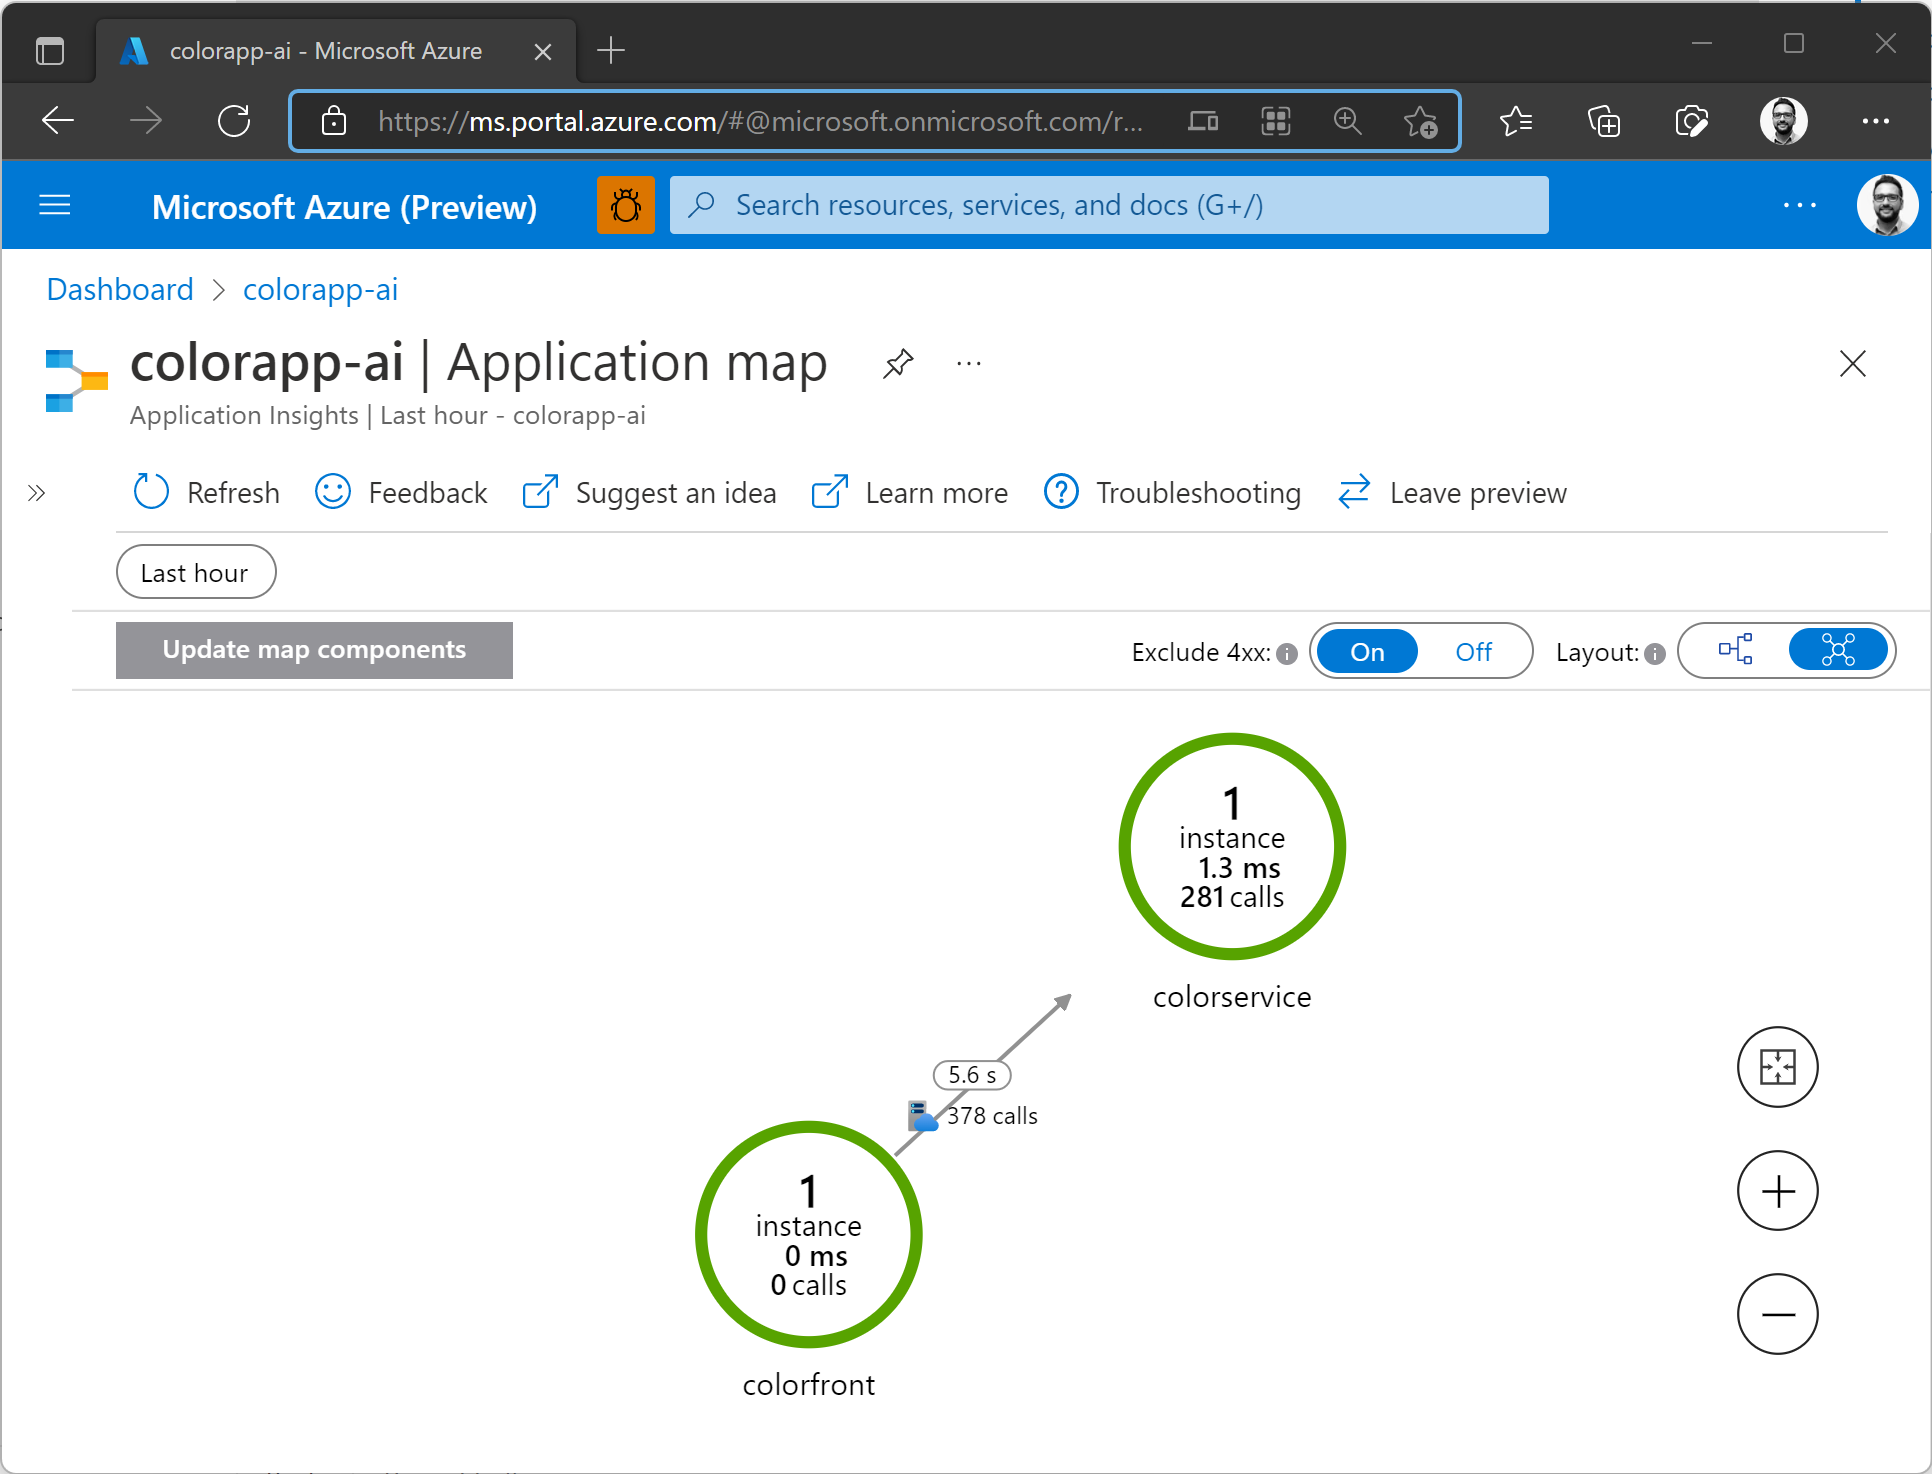 colorapp-ai - Microsoft Azure
https://ms.portal.azure.com/#@microsoft.onmicrosoft.com/r...
Microsoft Azure (Preview)
Search resources, services, and docs (G+/)
Dashboard > colorapp-ai
colorapp-ai | Application map
Application Insights | Last hour - colorapp-ai
Refresh Feedback Suggest an idea Learn more Troubleshooting Leave preview
Last hour
Update map components Exclude 4xx: On Off Layout:
1
instance
1.3 ms
281 calls
colorservice
5.6 s
378 calls
1
instance
0 ms
0 calls
colorfront